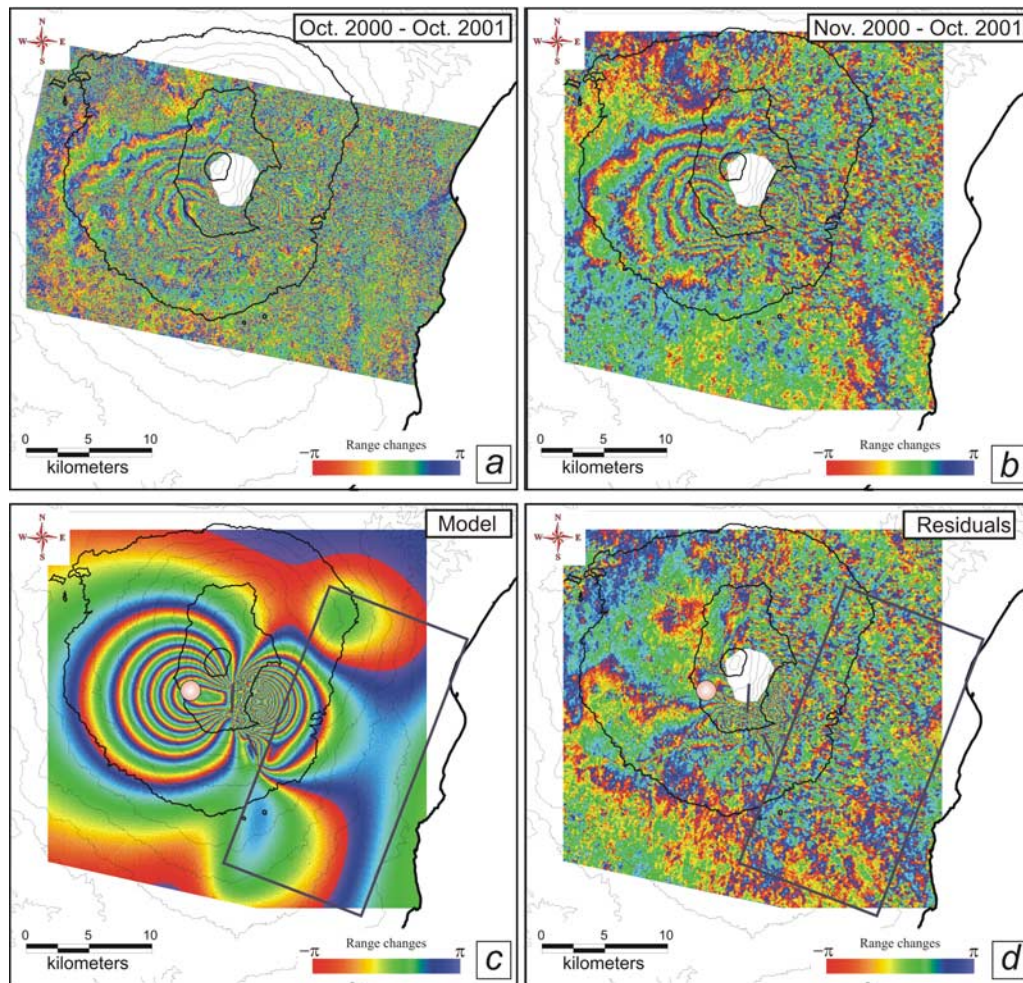 Oct. 2000 - Oct. 2001
N
W E
S
0 5 10
kilometers
Range changes
−π π
a
Nov. 2000 - Oct. 2001
N
W E
S
0 5 10
kilometers
Range changes
−π π
b
Model
N
W E
S
0 5 10
kilometers
Range changes
−π π
c
Residuals
N
W E
S
0 5 10
kilometers
Range changes
−π π
d